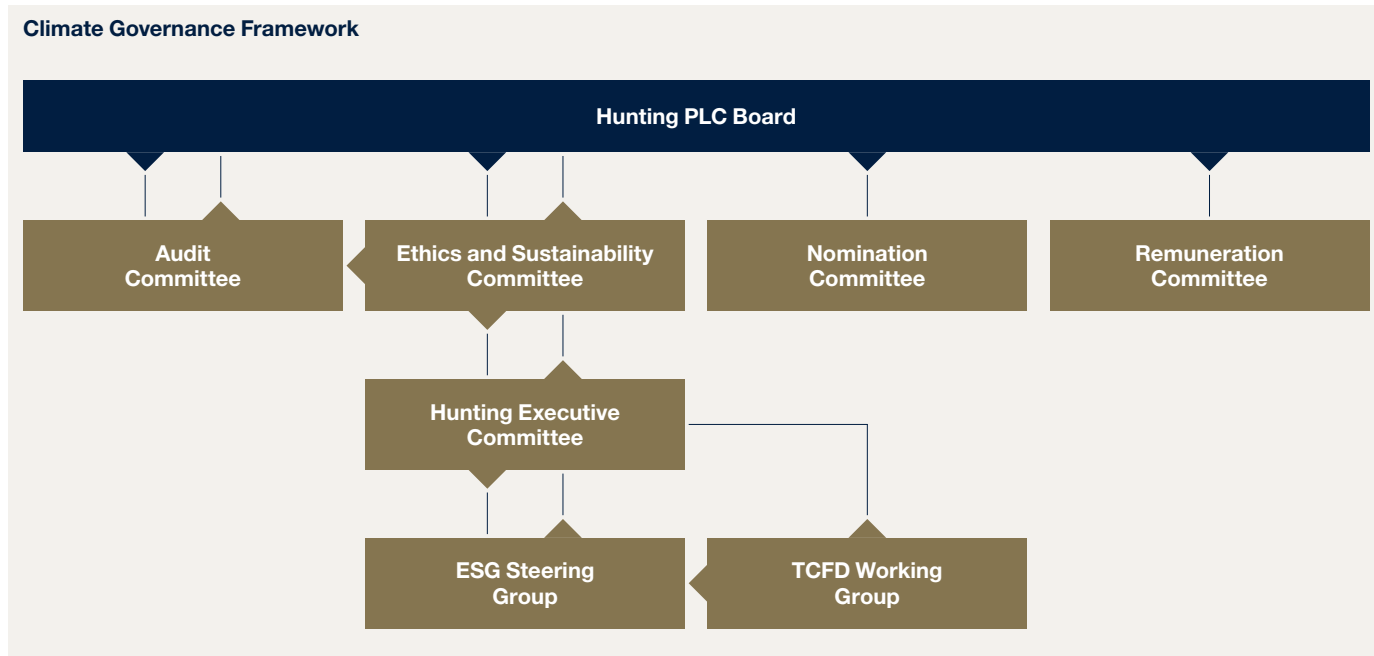 Climate Governance Framework
Hunting PLC Board
Audit
Committee
Ethics and Sustainability
Committee
Nomination
Committee
Remuneration
Committee
Hunting Executive
Committee
ESG Steering
Group
TCFD Working
Group